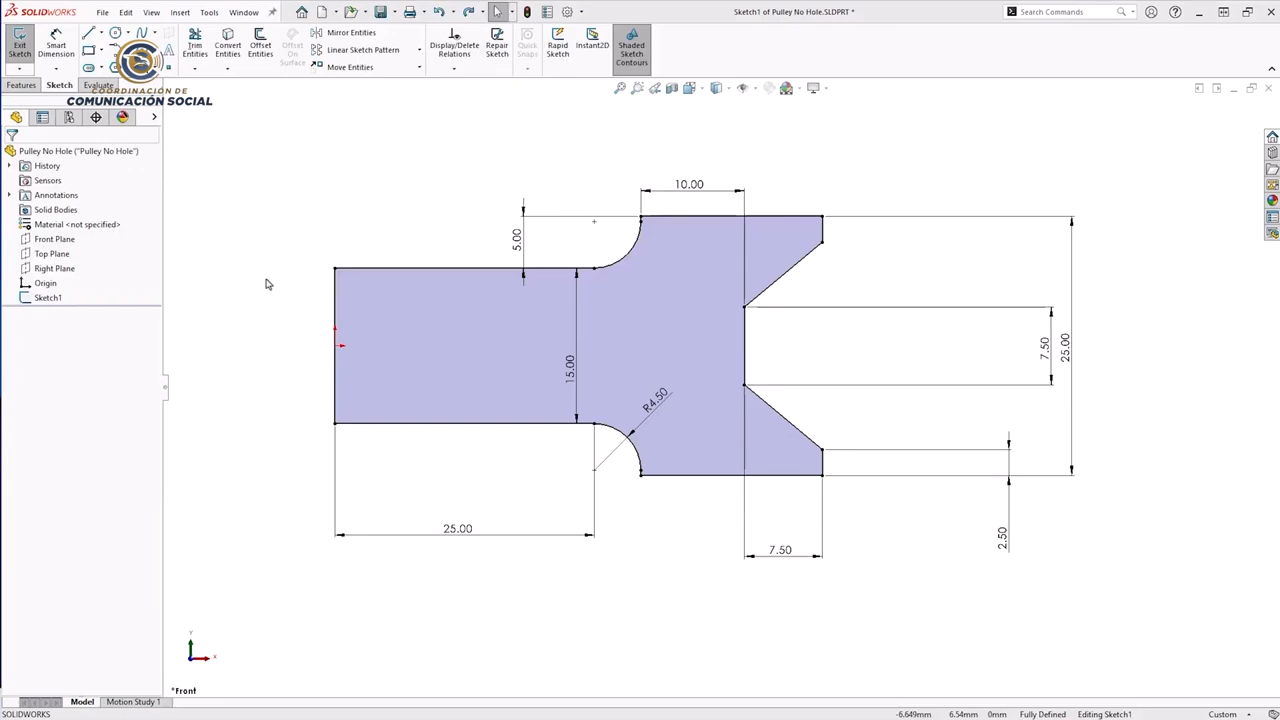 SOLIDWORKS
File
Edit
View
Insert
Tools
Window
Sketch1 of Pulley No Hole.SLDPRT *
Search Commands
Exit Sketch
Smart Dimension
Trim Entities
Convert Entities
Offset Entities
Offset On Surface
Mirror Entities
Linear Sketch Pattern
Move Entities
Display/Delete Relations
Repair Sketch
Quick Snaps
Rapid Sketch
Instant2D
Shaded Sketch Contours
Features
Sketch
Evaluate
COORDINACIÓN DE
COMUNICACIÓN SOCIAL
Pulley No Hole ("Pulley No Hole")
History
Sensors
Annotations
Solid Bodies
Material <not specified>
Front Plane
Top Plane
Right Plane
Origin
Sketch1
10.00
5.00
15.00
R4.50
7.50
25.00
25.00
7.50
2.50
Y
X
*Front
Model
Motion Study 1
SOLIDWORKS
-6.649mm
6.54mm
0mm
Fully Defined
Editing Sketch1
Custom